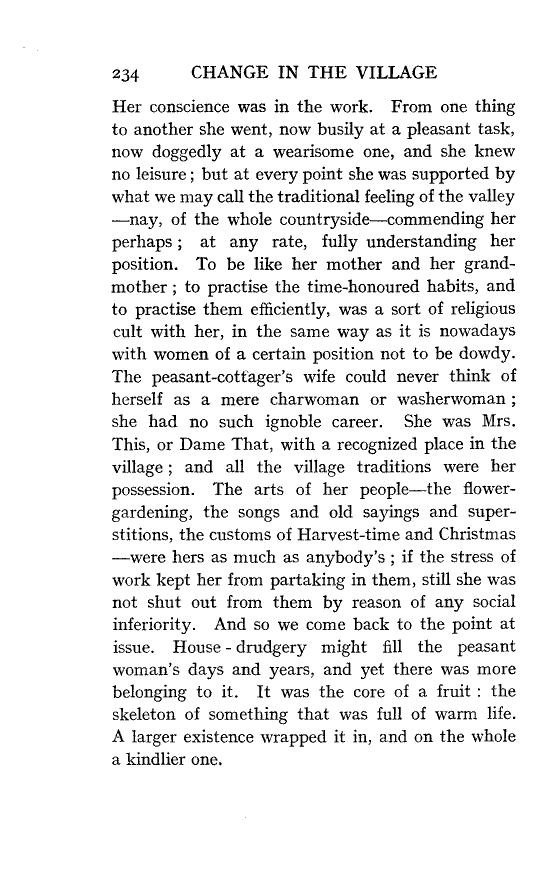 234 CHANGE IN THE VILLAGE
Her conscience was in the work. From one thing
to another she went, now busily at a pleasant task,
now doggedly at a wearisome one, and she knew
no leisure ; but at every point she was supported by
what we may call the traditional feeling of the valley
—nay, of the whole countryside—commending her
perhaps ; at any rate, fully understanding her
position. To be like her mother and her grand-
mother ; to practise the time-honoured habits, and
to practise them efficiently, was a sort of religious
cult with her, in the same way as it is nowadays
with women of a certain position not to be dowdy.
The peasant-cottager's wife could never think of
herself as a mere charwoman or washerwoman ;
she had no such ignoble career. She was Mrs.
This, or Dame That, with a recognized place in the
village ; and all the village traditions were her
possession. The arts of her people—the flower-
gardening, the songs and old sayings and super-
stitions, the customs of Harvest-time and Christmas
—were hers as much as anybody's ; if the stress of
work kept her from partaking in them, still she was
not shut out from them by reason of any social
inferiority. And so we come back to the point at
issue. House - drudgery might fill the peasant
woman's days and years, and yet there was more
belonging to it. It was the core of a fruit : the
skeleton of something that was full of warm life.
A larger existence wrapped it in, and on the whole
a kindlier one.